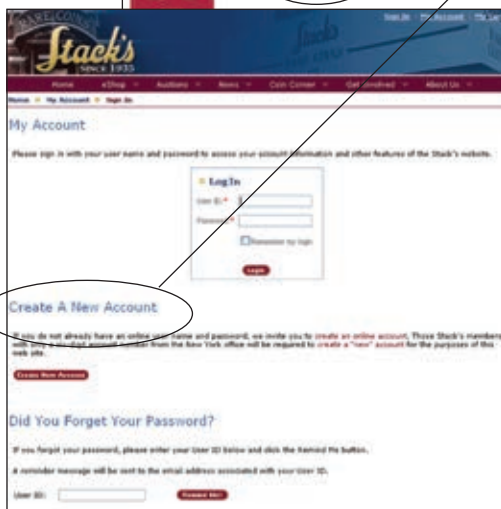 RARE COINS
Stack's
SINCE 1935
Sign In My Account My Cart
Home eShop Auctions News Coin Corner Get Involved About Us
Home My Account Sign In
My Account
Please sign in with your user name and password to access your account information and other features of the Stack's website.
Log In
User ID:*
Password:*
Remember my login
Login
Create A New Account
If you do not already have an online user name and password, we invite you to create an online account. Those Stack's members
with only a six digit account number from the New York office will be required to create a "new" account for the purposes of this
web site.
Create New Account
Did You Forget Your Password?
If you forgot your password, please enter your User ID below and click the Remind Me button.
A reminder message will be sent to the email address associated with your User ID.
User ID:
Remind Me!